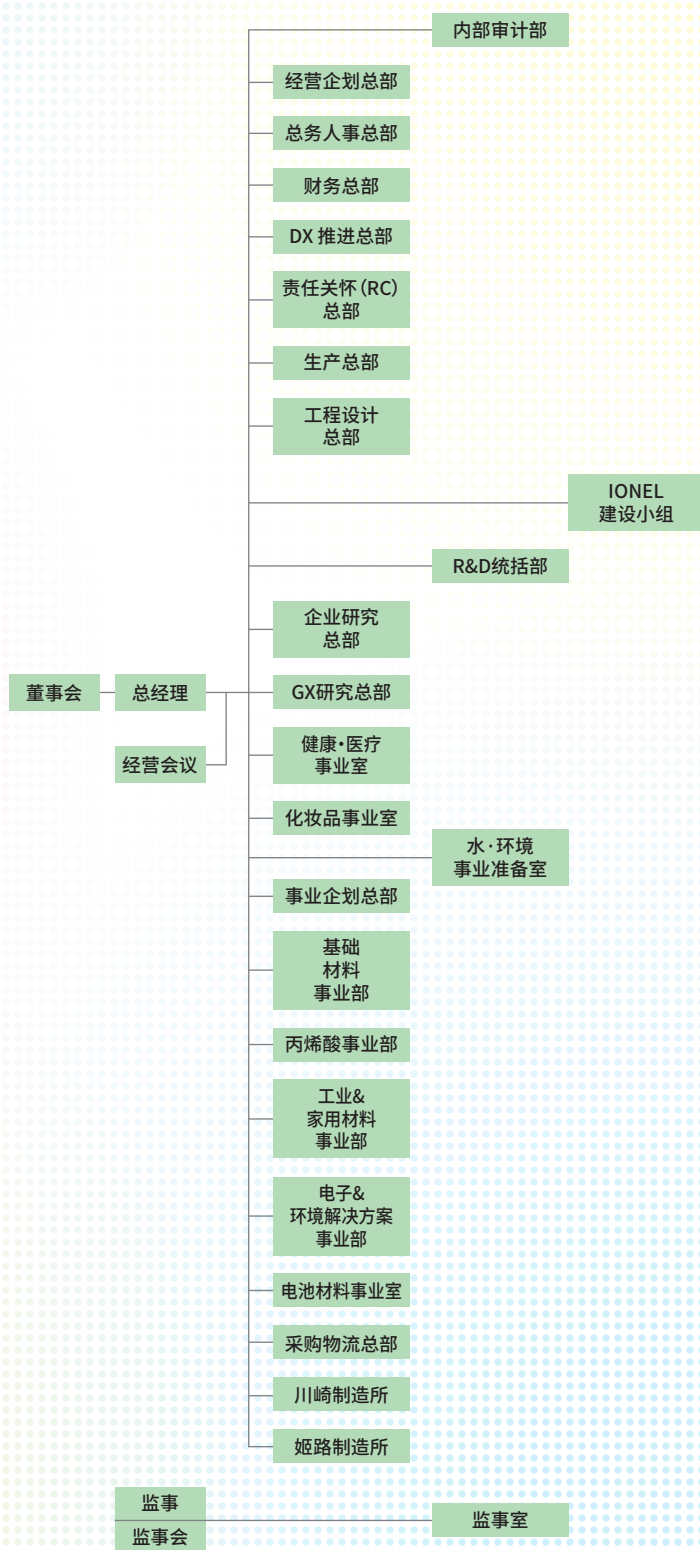 内部审计部
经营企划总部
总务人事总部
财务总部
DX 推进总部
责任关怀（RC）
总部
生产总部
工程设计
总部
IONEL
建设小组
R&D统括部
企业研究
总部
董事会
总经理
GX研究总部
经营会议
健康·医疗
事业室
化妆品事业室
水·环境
事业准备室
事业企划总部
基础
材料
事业部
丙烯酸事业部
工业&
家用材料
事业部
电子&
环境解决方案
事业部
电池材料事业室
采购物流总部
川崎制造所
姬路制造所
监事
监事会
监事室